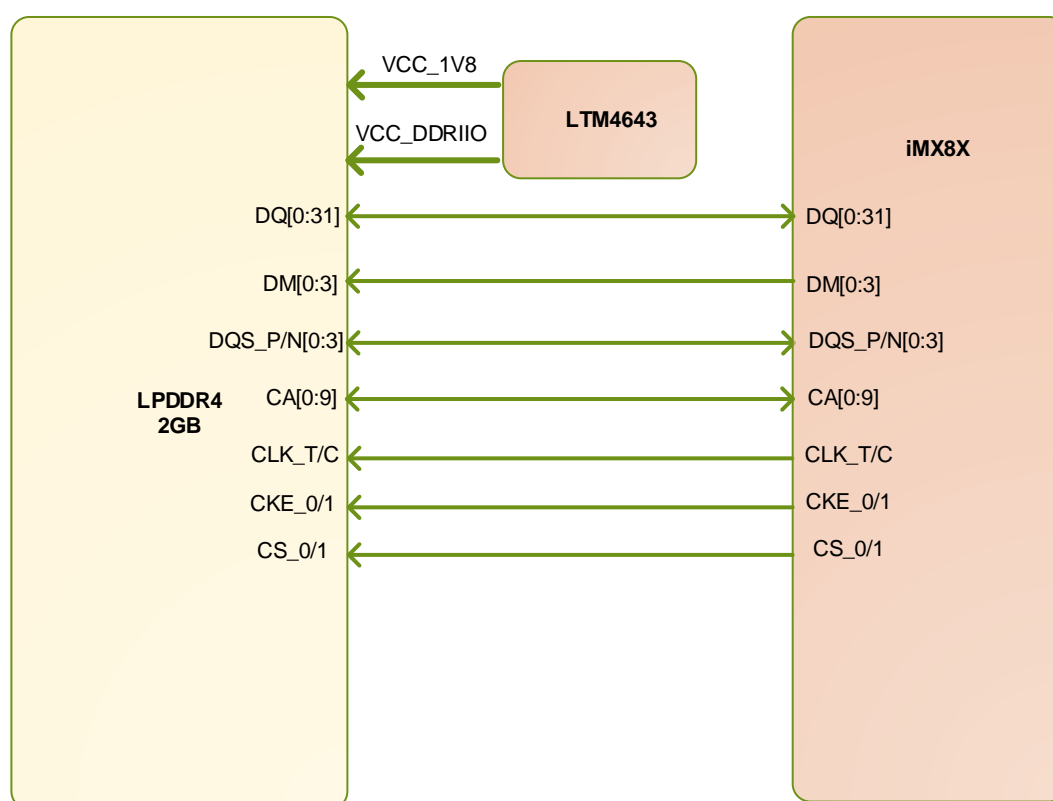 VCC_1V8
LTM4643
VCC_DDRIIO
iMX8X
DQ[0:31]
DQ[0:31]
DM[0:3]
DM[0:3]
DQS_P/N[0:3]
DQS_P/N[0:3]
LPDDR4
2GB
CA[0:9]
CA[0:9]
CLK_T/C
CLK_T/C
CKE_0/1
CKE_0/1
CS_0/1
CS_0/1